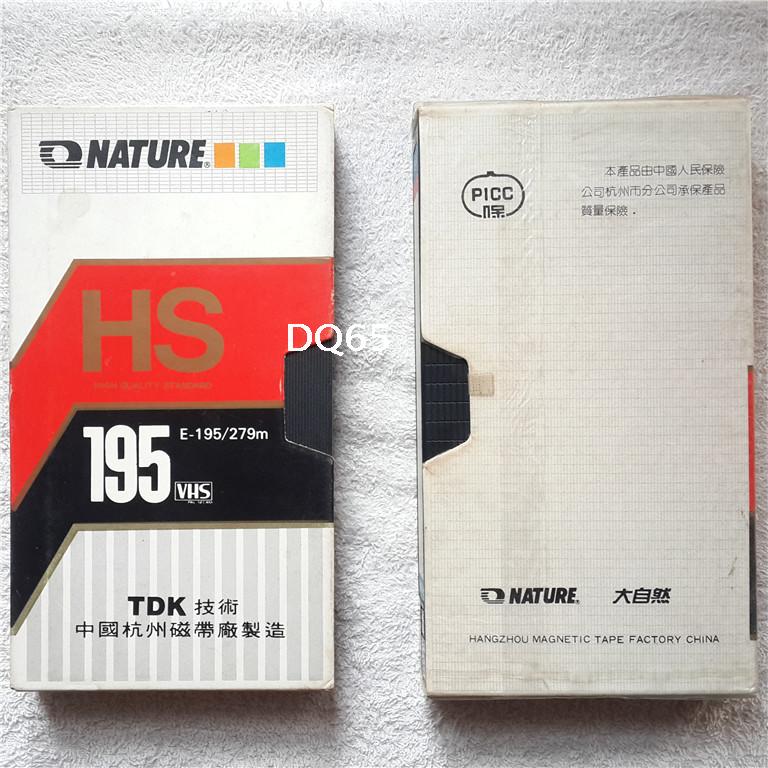 NATURE®
HS
HIGH QUALITY STANDARD
195
E-195/279m
VHS
TDK 技術
中國杭州磁帶廠製造
DQ65
PICC
保
本產品由中國人民保險
公司杭州市分公司承保產品
質量保險.
NATURE® 大自然
HANGZHOU MAGNETIC TAPE FACTORY CHINA